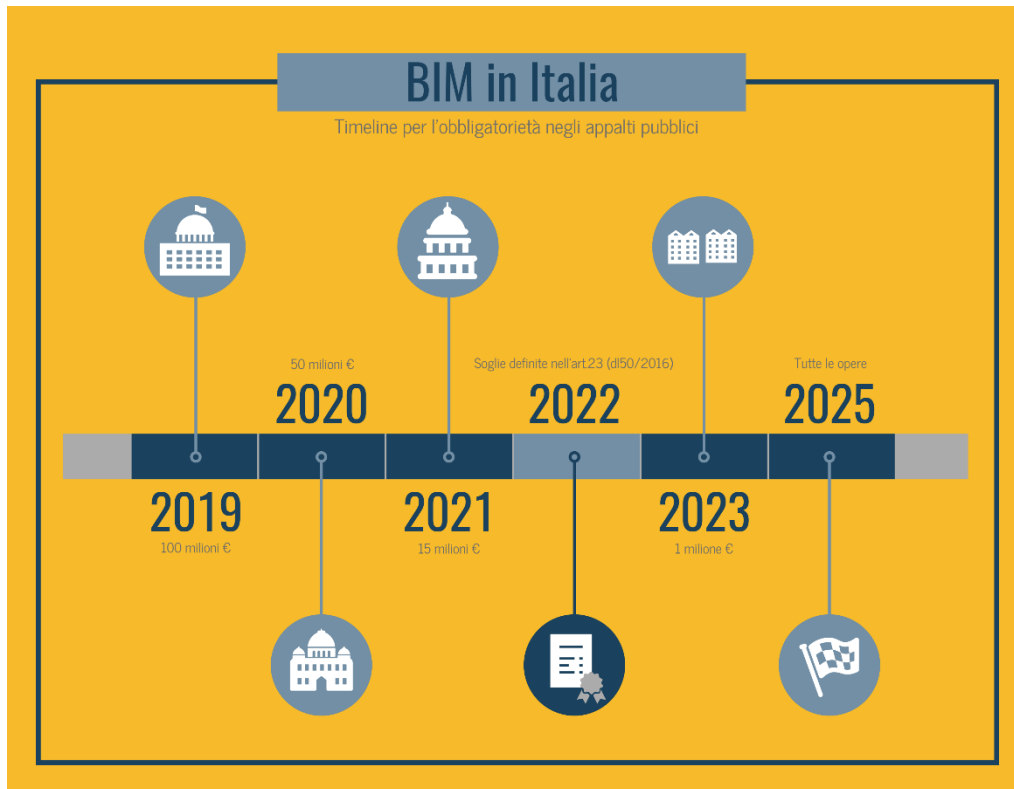 BIM in Italia
Timeline per l'obbligatorietà negli appalti pubblici
50 milioni €
2020
Soglie definite nell'art.23 (dl50/2016)
2022
Tutte le opere
2025
2019
100 milioni €
2021
15 milioni €
2023
1 milione €